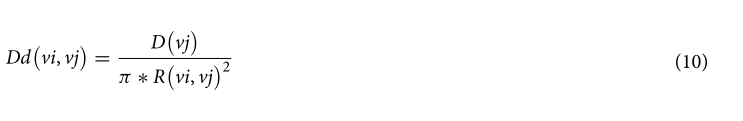 Dd(vi, vj) = D(vj) / π * R(vi, vj)^2 (10)